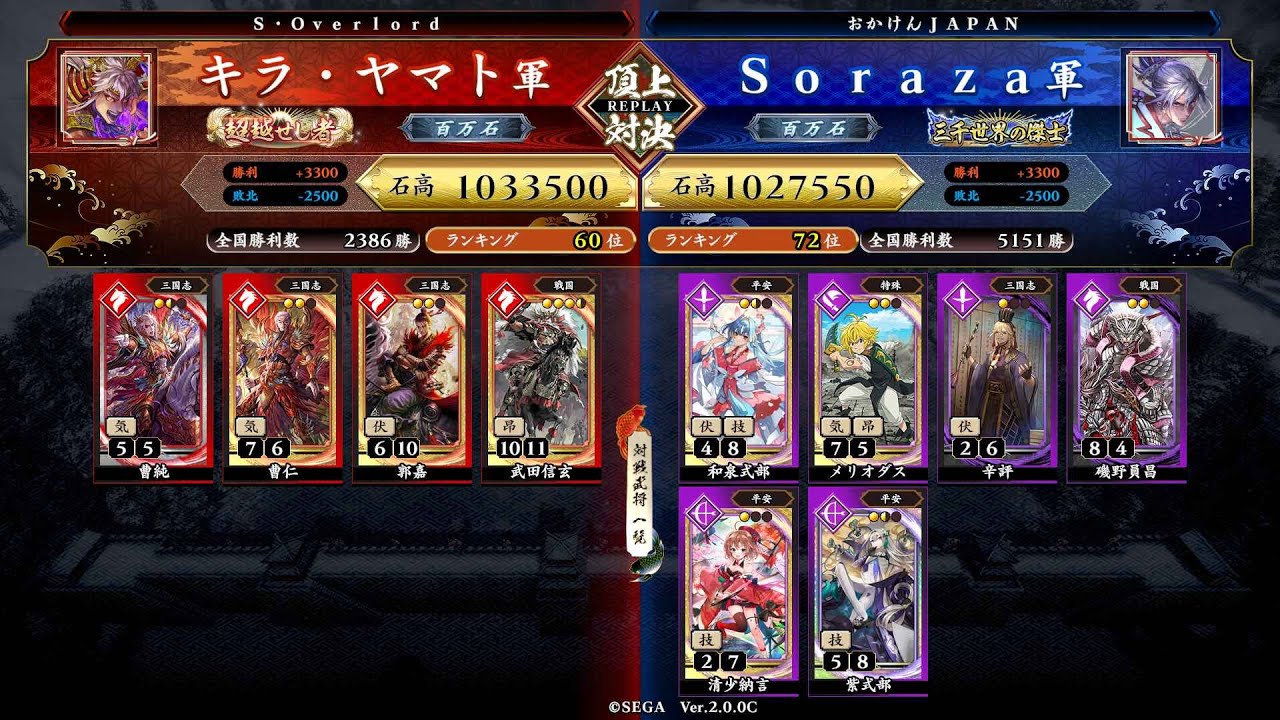 S・Overlord
おかけんJAPAN
キラ・ヤマト軍
頂上
REPLAY
対決
Soraza軍
超越せし者
百万石
百万石
三千世界の傑士
勝利 +3300
敗北 -2500
石高 1033500
石高 1027550
勝利 +3300
敗北 -2500
全国勝利数 2386勝
ランキング 60位
ランキング 72位
全国勝利数 5151勝
三国志
三国志
三国志
戦国
平安
特殊
三国志
戦国
気
気
伏
昂
伏 技
気 昂
伏
5 5
7 6
6 10
10 11
4 8
7 5
2 6
8 4
曹純
曹仁
郭嘉
武田信玄
和泉式部
メリオダス
辛評
磯野員昌
対戦武将一覧
平安
平安
技
技
2 7
5 8
清少納言
紫式部
©SEGA Ver.2.0.0C